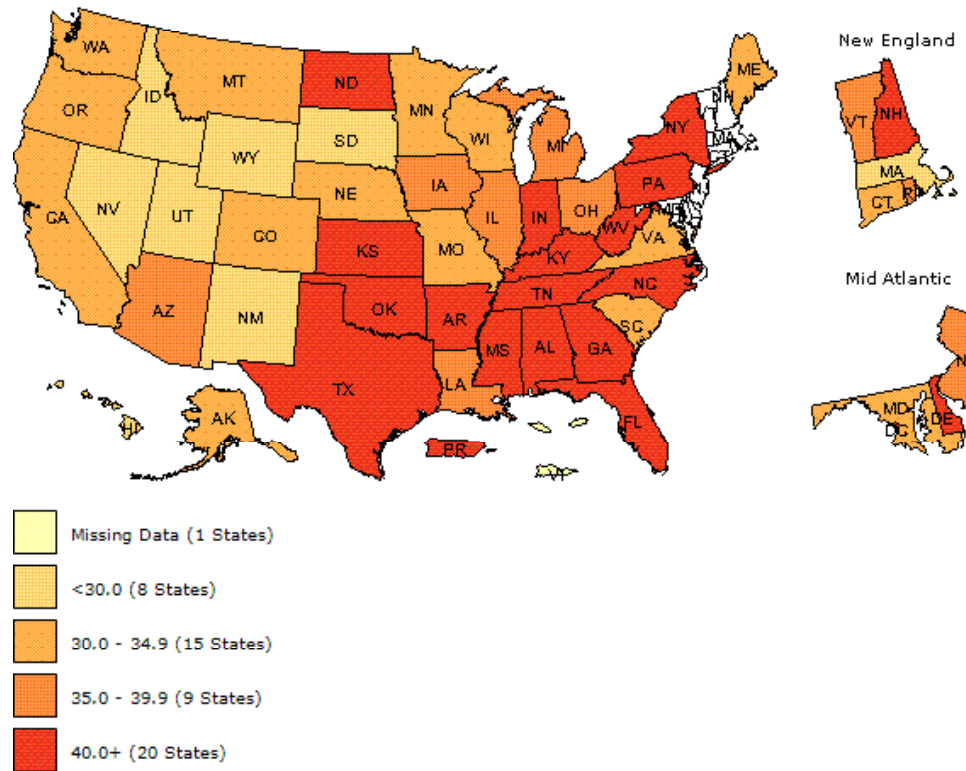 WA
MT
ND
MN
ME
New England
OR
ID
WY
SD
WI
MI
NY
NH
MA
VT
NH
NV
UT
CO
NE
IA
IL
IN
OH
PA
MA
CT
CA
KS
MO
KY
WV
VA
AZ
NM
OK
AR
TN
NC
SC
Mid Atlantic
TX
LA
MS
AL
GA
FL
HI
AK
PR
VI
MD
DC
DE
Missing Data (1 States)
<30.0 (8 States)
30.0 - 34.9 (15 States)
35.0 - 39.9 (9 States)
40.0+ (20 States)